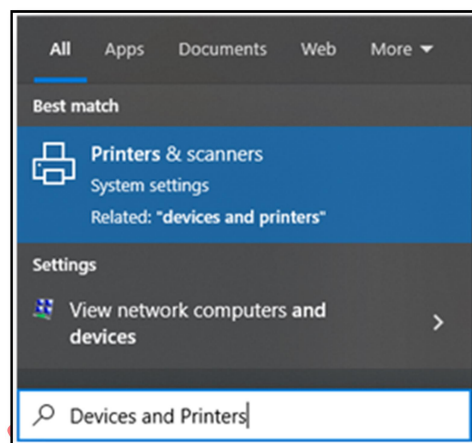 All Apps Documents Web More
Best match
Printers & scanners
System settings
Related: "devices and printers"
Settings
View network computers and
devices
Devices and Printers